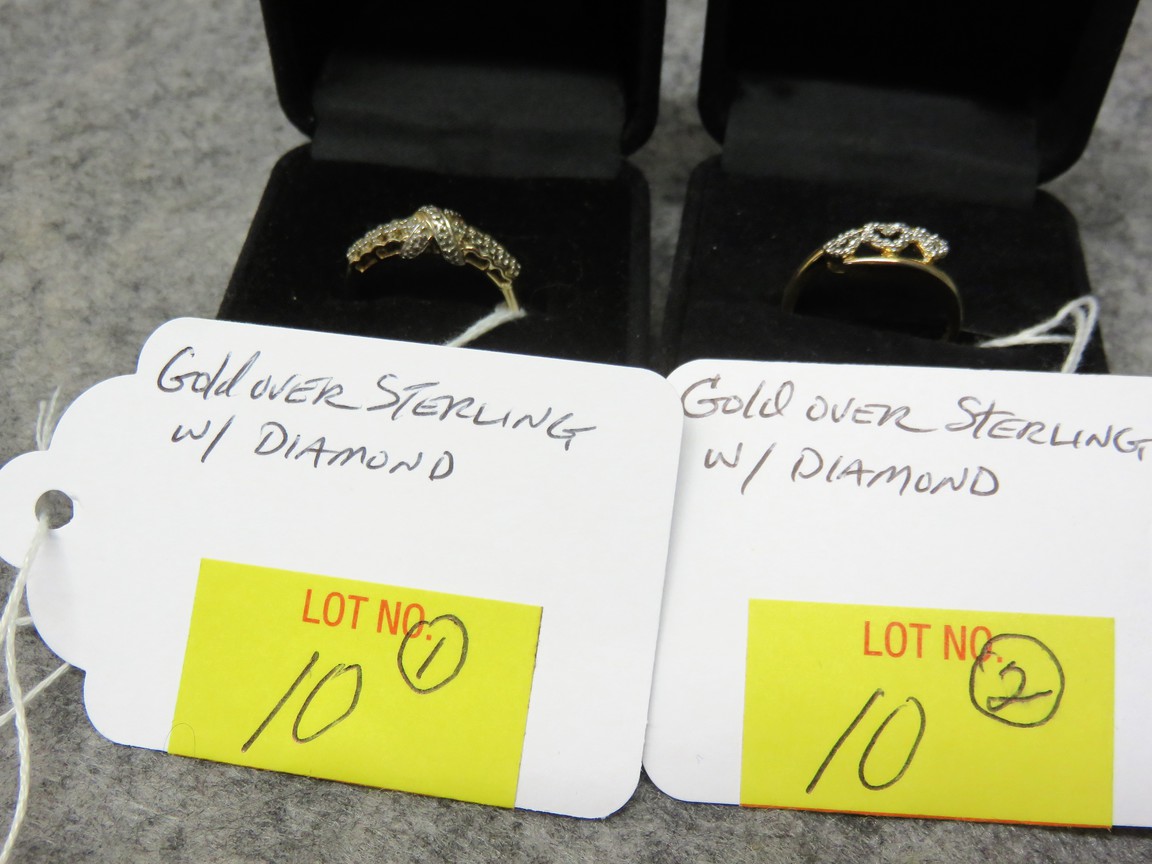 Gold OVER STERLING
W/ DIAMOND
LOT NO.
1
10
Gold OVER STERLING
W/ DIAMOND
LOT NO.
2
10